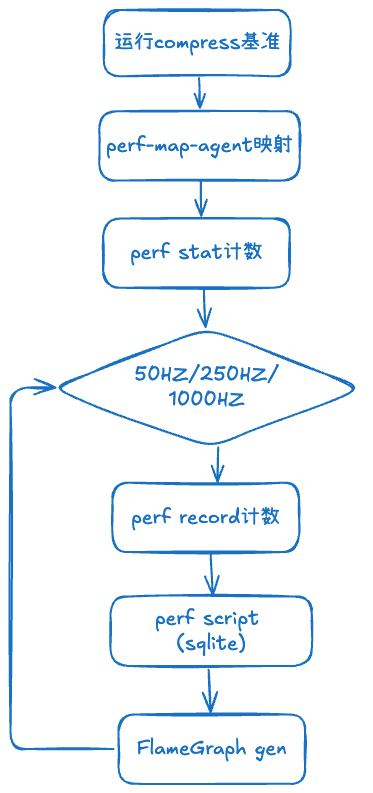 运行compress基准
perf-map-agent映射
perf stat计数
50HZ/250HZ/
1000HZ
perf record计数
perf script
(sqlite)
FlameGraph gen